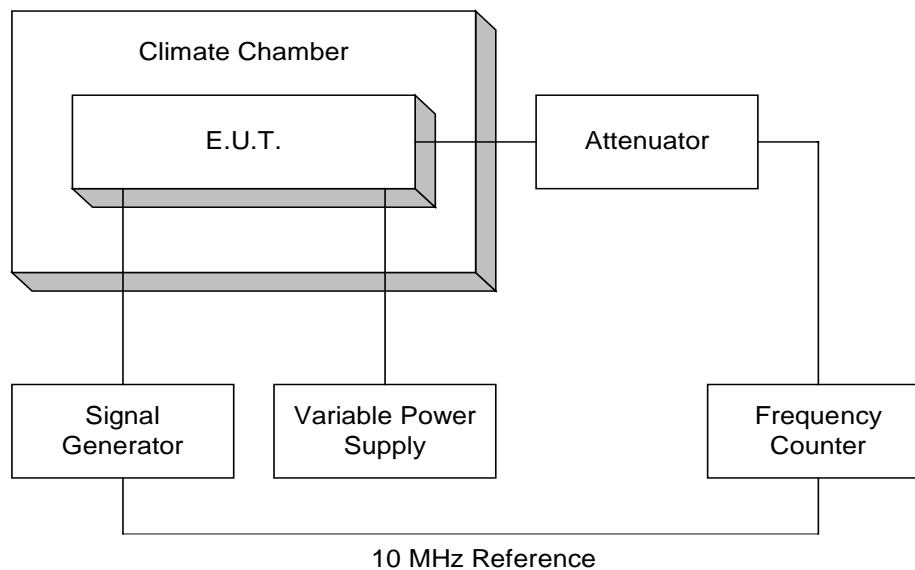 Climate Chamber
E.U.T.
Attenuator
Signal
Generator
Variable Power
Supply
Frequency
Counter
10 MHz Reference